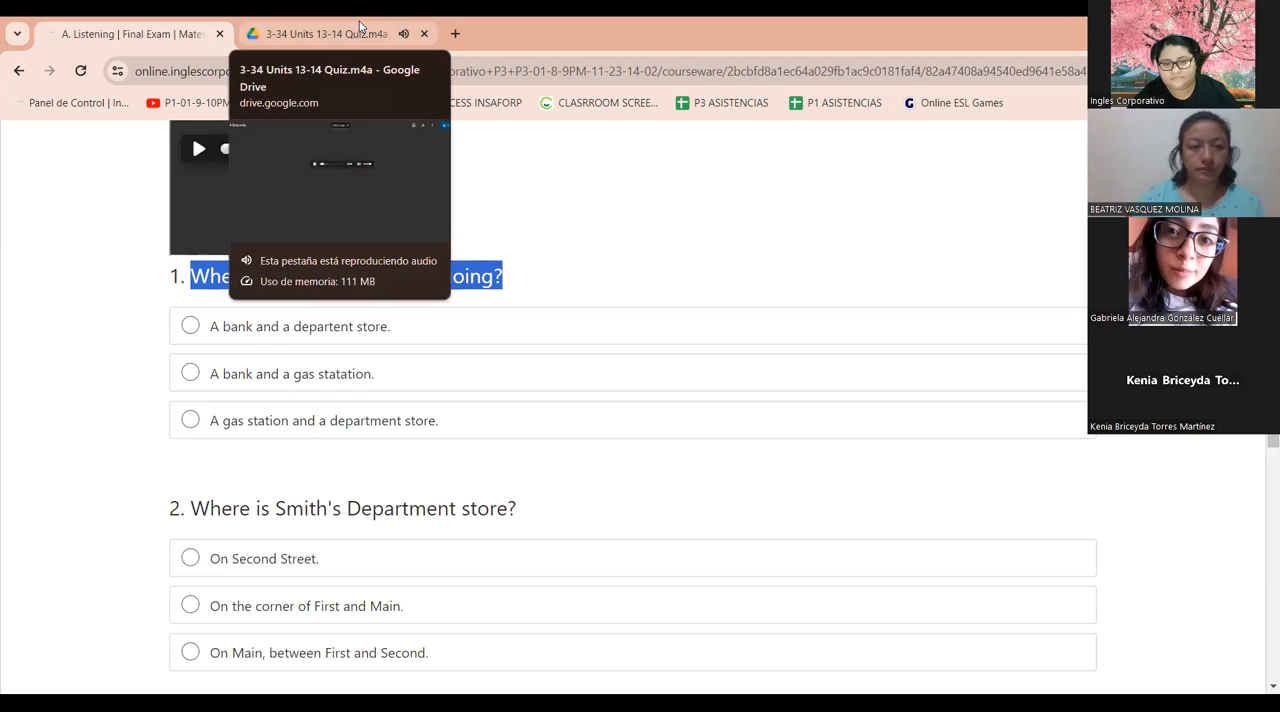 A. Listening | Final Exam | Mate
3-34 Units 13-14 Quiz.m4a
online.inglescorpo
orativo+P3+P3-01-8-9PM-11-23-14-02/courseware/2bcbfd8a1ec64a029fb1ac9c0181faf4/82a47408a94540ed9641e58a4
3-34 Units 13-14 Quiz.m4a - Google
Drive
drive.google.com
Panel de Control | In...
P1-01-9-10PM
CESS INSAFORP
CLASSROOM SCREE...
P3 ASISTENCIAS
P1 ASISTENCIAS
Online ESL Games
Esta pestaña está reproduciendo audio
Uso de memoria: 111 MB
1. Whe oing?
A bank and a departent store.
A bank and a gas statation.
A gas station and a department store.
2. Where is Smith's Department store?
On Second Street.
On the corner of First and Main.
On Main, between First and Second.
Ingles Corporativo
BEATRIZ VASQUEZ MOLINA
Gabriela Alejandra González Cuéllar
Kenia Briceyda To...
Kenia Briceyda Torres Martínez